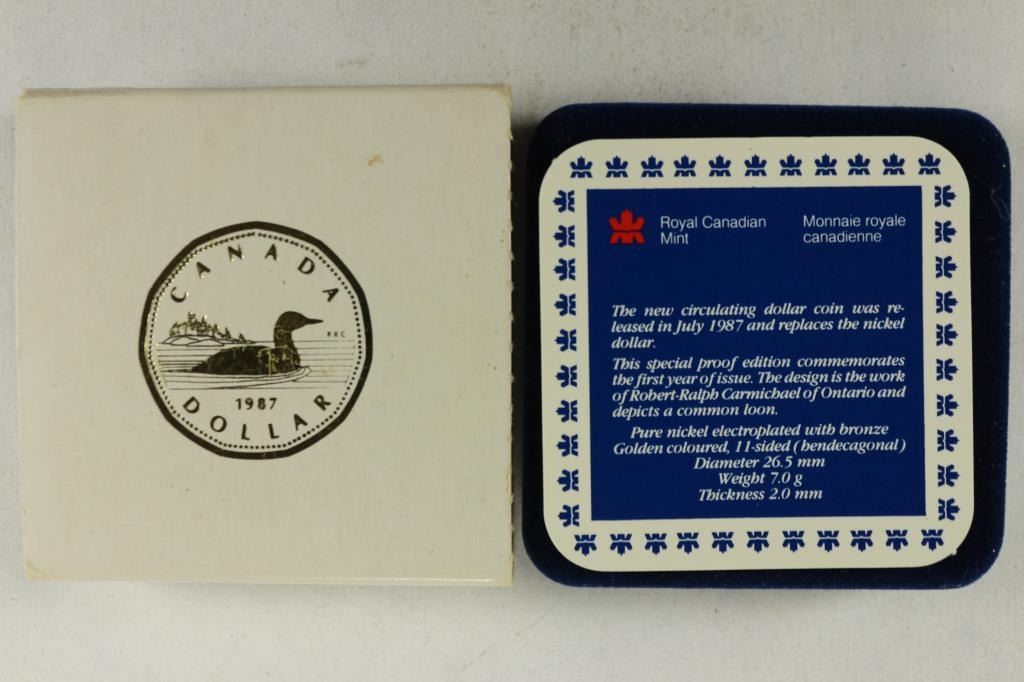 CANADA
RRC
1987
DOLLAR
Royal Canadian
Mint
Monnaie royale
canadienne
The new circulating dollar coin was re-
leased in July 1987 and replaces the nickel
dollar.
This special proof edition commemorates
the first year of issue. The design is the work
of Robert-Ralph Carmichael of Ontario and
depicts a common loon.
Pure nickel electroplated with bronze
Golden coloured, 11-sided (hendecagonal)
Diameter 26.5 mm
Weight 7.0 g
Thickness 2.0 mm